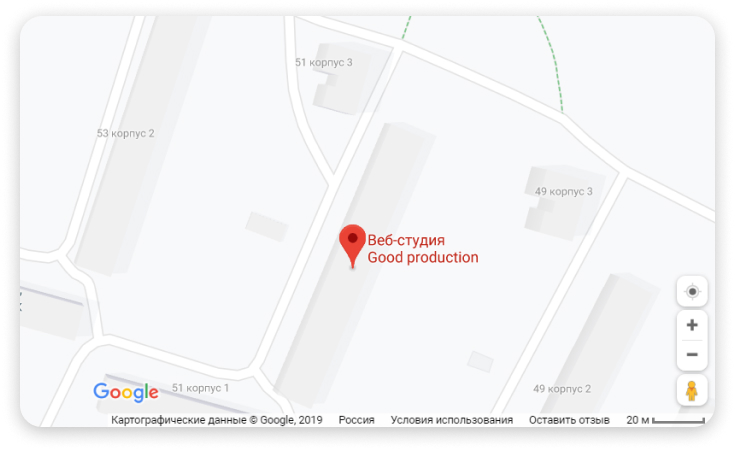 51 корпус 3
53 корпус 2
49 корпус 3
Веб-студия
Good production
51 корпус 1
49 корпус 2
Google
Картографические данные © Google, 2019 Россия Условия использования Оставить отзыв 20 м